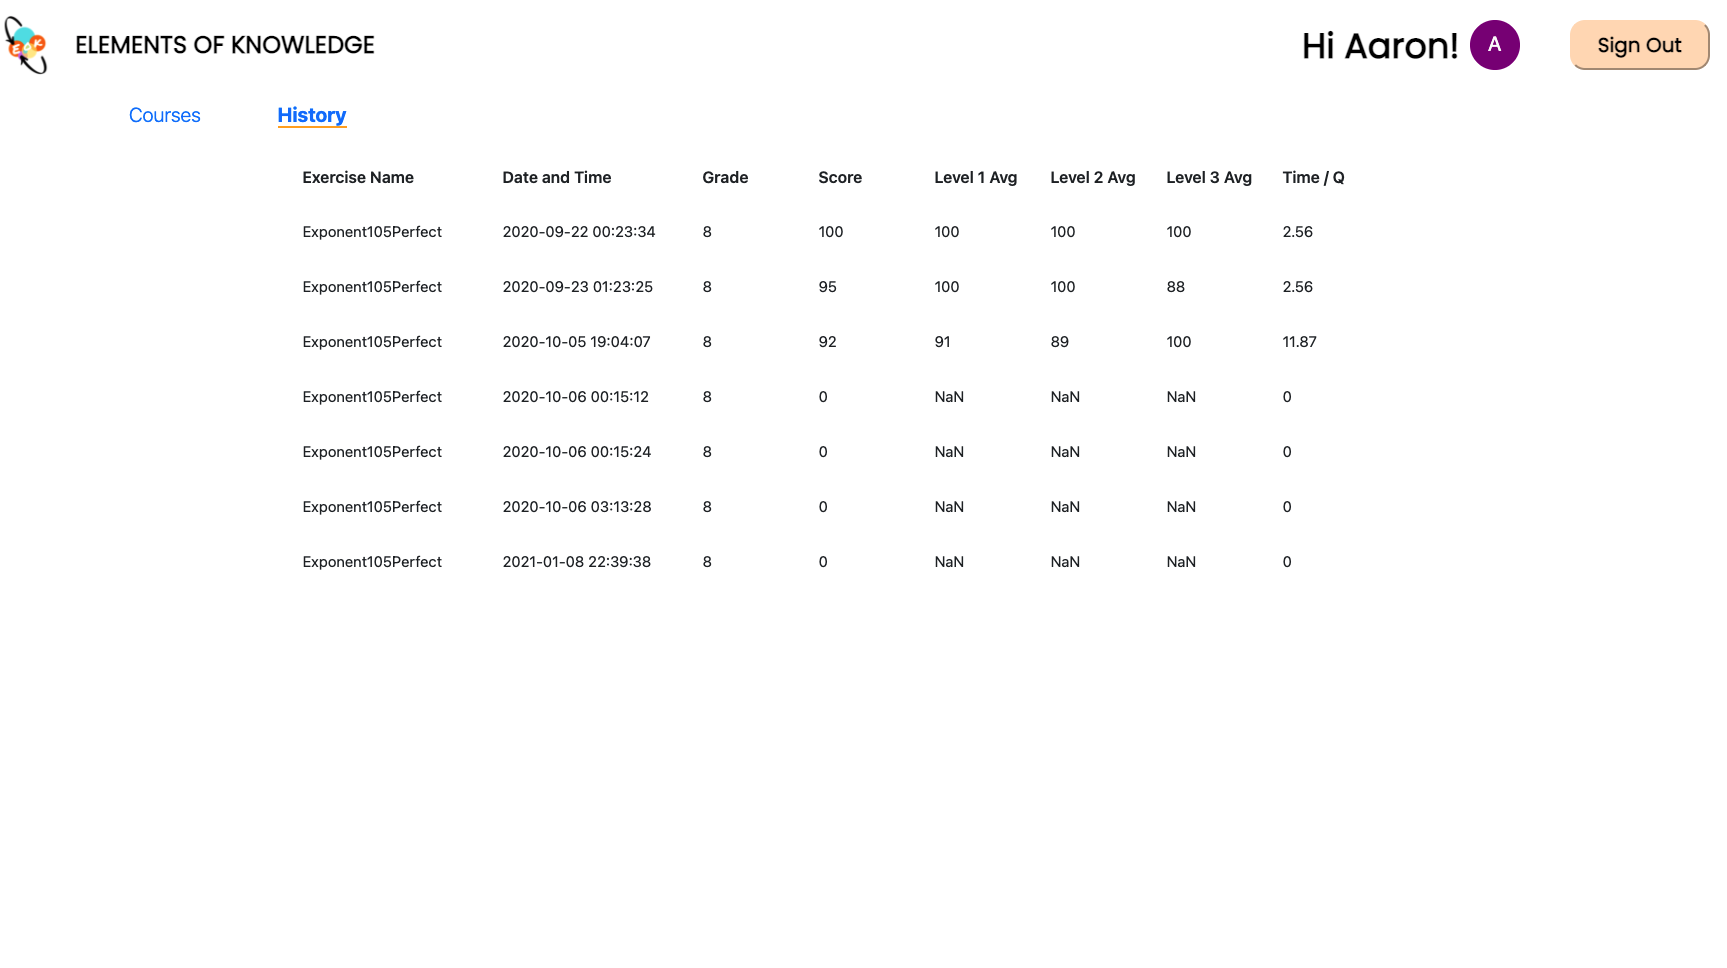 EOK
ELEMENTS OF KNOWLEDGE
Hi Aaron! A Sign Out
Courses History
Exercise Name Date and Time Grade Score Level 1 Avg Level 2 Avg Level 3 Avg Time / Q
Exponent105Perfect 2020-09-22 00:23:34 8 100 100 100 100 2.56
Exponent105Perfect 2020-09-23 01:23:25 8 95 100 100 88 2.56
Exponent105Perfect 2020-10-05 19:04:07 8 92 91 89 100 11.87
Exponent105Perfect 2020-10-06 00:15:12 8 0 NaN NaN NaN 0
Exponent105Perfect 2020-10-06 00:15:24 8 0 NaN NaN NaN 0
Exponent105Perfect 2020-10-06 03:13:28 8 0 NaN NaN NaN 0
Exponent105Perfect 2021-01-08 22:39:38 8 0 NaN NaN NaN 0